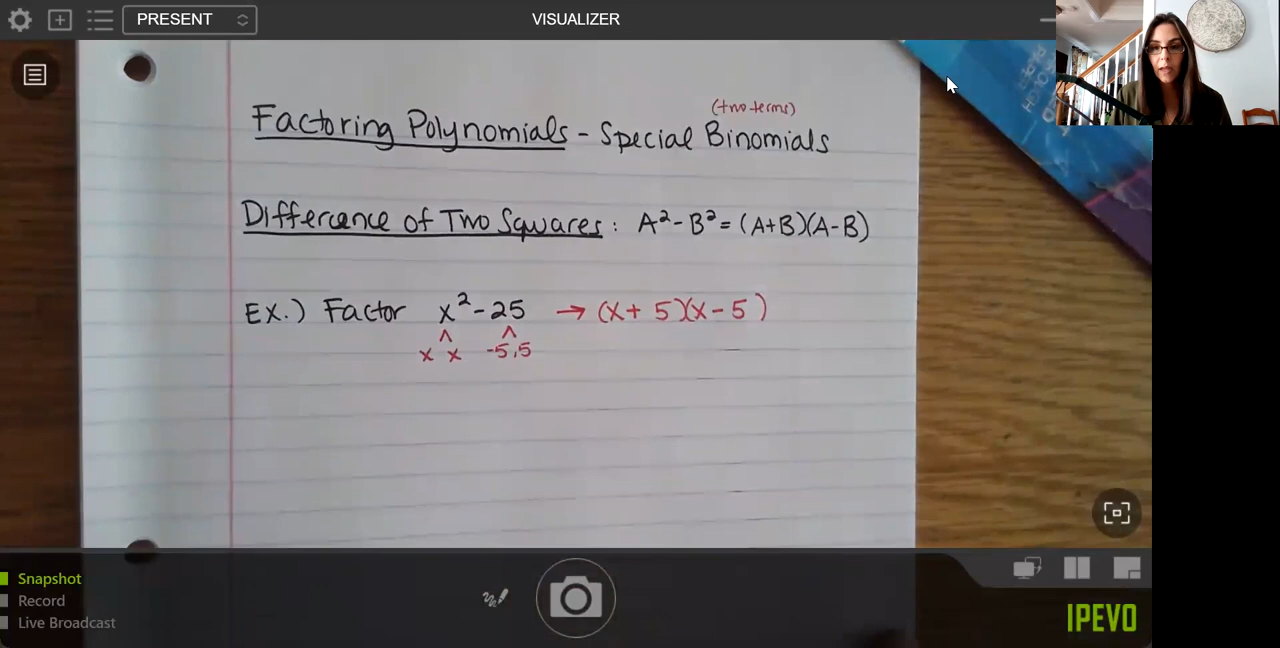 PRESENT
VISUALIZER
(two terms)
Factoring Polynomials - Special Binomials
Difference of Two Squares: A² - B² = (A+B)(A-B)
EX.) Factor x² - 25 → (x + 5)(x - 5)
^ ^
x x -5,5
Snapshot
Record
Live Broadcast
IPEVO